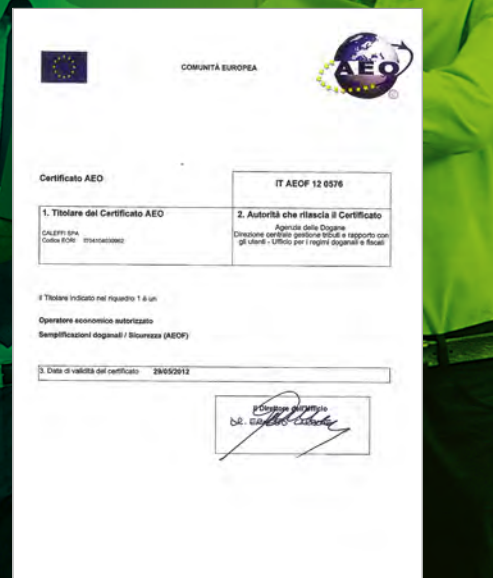 COMUNITÀ EUROPEA
AEO
Certificato AEO
IT AEOF 12 0576
1. Titolare del Certificato AEO
CALEFFI SPA
Codice EORI
2. Autorità che rilascia il Certificato
Agenzia delle Dogane
Direzione centrale gestione tributi e rapporto con
gli utenti - Ufficio per i regimi doganali e fiscali
Il Titolare indicato nel riquadro 1 è un
Operatore economico autorizzato
Semplificazioni doganali / Sicurezza (AEOF)
3. Data di validità del certificato 29/05/2012
Il Direttore dell'Ufficio
DR.